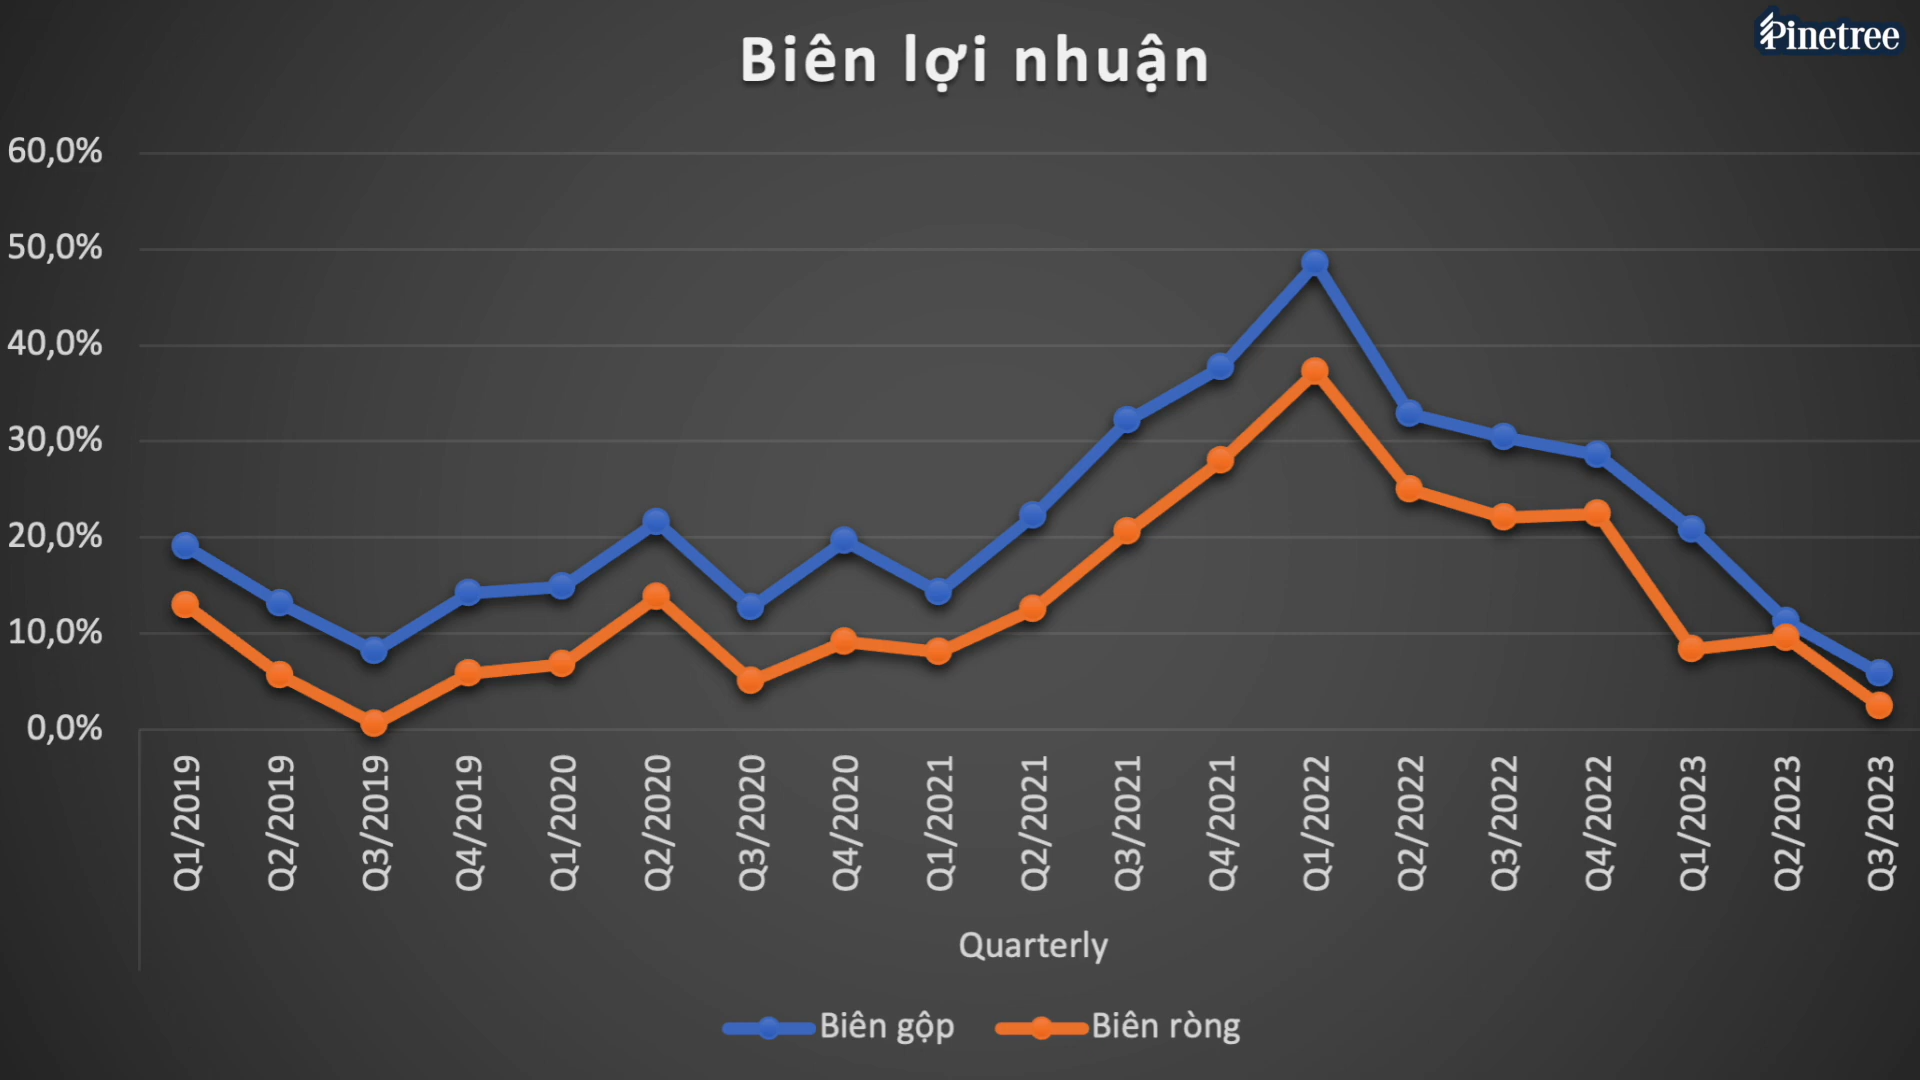 Pinetree
Biên lợi nhuận
60,0%
50,0%
40,0%
30,0%
20,0%
10,0%
0,0%
Q1/2019
Q2/2019
Q3/2019
Q4/2019
Q1/2020
Q2/2020
Q3/2020
Q4/2020
Q1/2021
Q2/2021
Q3/2021
Q4/2021
Q1/2022
Q2/2022
Q3/2022
Q4/2022
Q1/2023
Q2/2023
Q3/2023
Quarterly
Biên gộp
Biên ròng